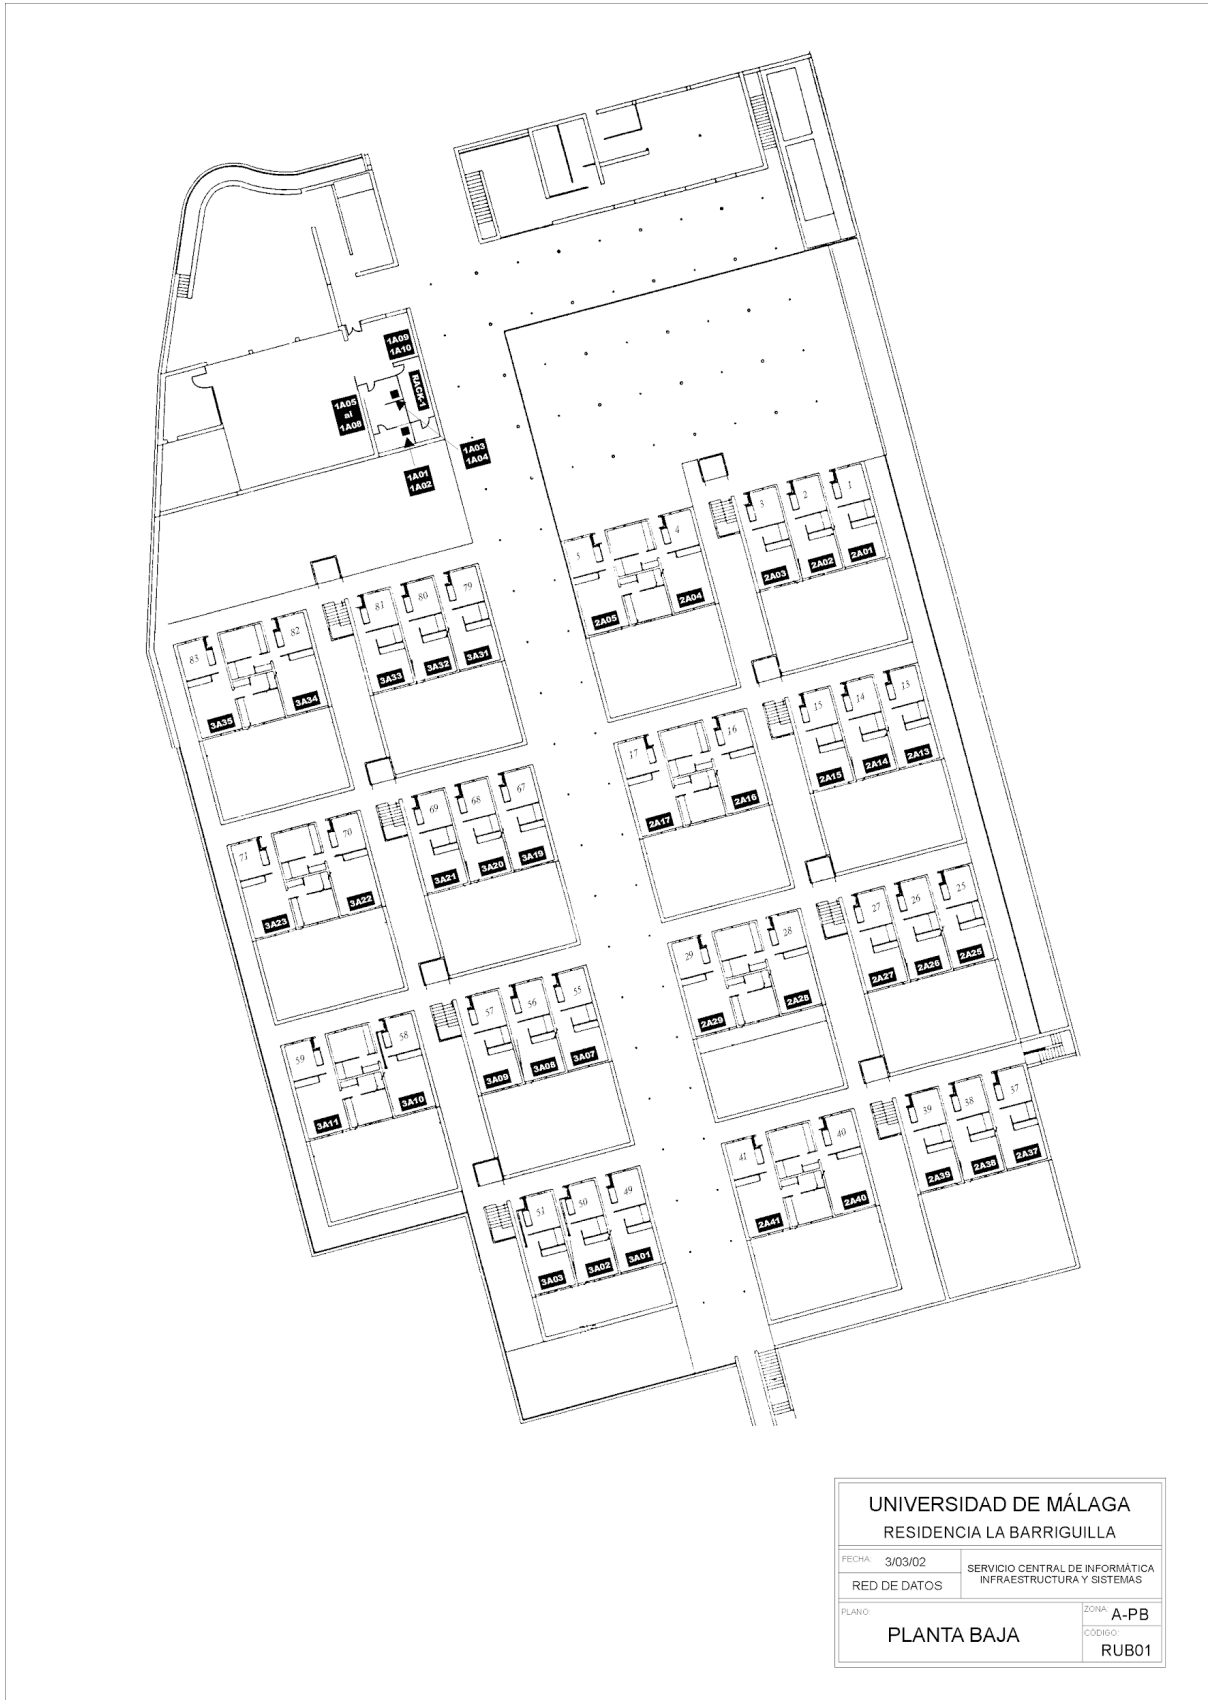 1A09
1A10
RACK-1
1A05
al
1A08
1A03
1A04
1A01
1A02
3
2
1
2A03
2A02
2A01
5
4
2A05
2A04
81
80
79
3A33
3A32
3A31
83
82
3A35
3A34
15
14
13
2A15
2A14
2A13
17
16
2A17
2A16
69
68
67
3A21
3A20
3A19
71
70
3A23
3A22
27
26
25
2A27
2A26
2A25
29
28
2A29
2A28
57
56
55
3A09
3A08
3A07
59
58
3A11
3A10
39
38
37
2A39
2A38
2A37
41
40
2A41
2A40
51
50
49
3A03
3A02
3A01
UNIVERSIDAD DE MÁLAGA
RESIDENCIA LA BARRIGUILLA
FECHA: 3/03/02
RED DE DATOS
SERVICIO CENTRAL DE INFORMÁTICA
INFRAESTRUCTURA Y SISTEMAS
PLANO:
PLANTA BAJA
ZONA: A-PB
CÓDIGO:
RUB01